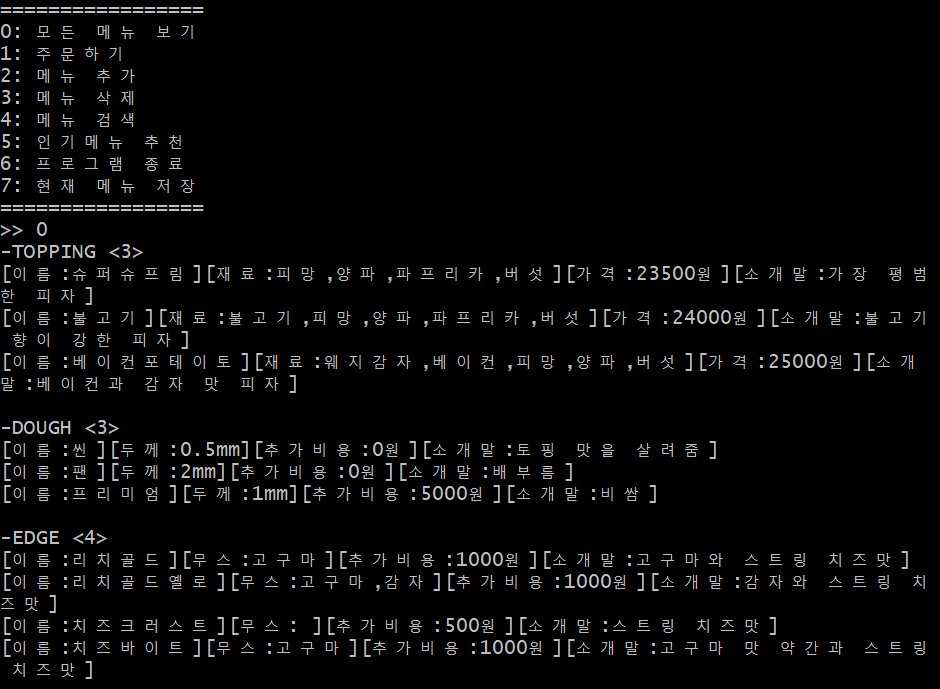 =================
0: 모든 메뉴 보기
1: 주문하기
2: 메뉴 추가
3: 메뉴 삭제
4: 메뉴 검색
5: 인기메뉴 추천
6: 프로그램 종료
7: 현재 메뉴 저장
=================
>> 0
-TOPPING <3>
[이름:슈퍼슈프림][재료:피망,양파,파프리카,버섯][가격:23500원][소개말:가장 평범
한 피자]
[이름:불고기][재료:불고기,피망,양파,파프리카,버섯][가격:24000원][소개말:불고기
향이 강한 피자]
[이름:베이컨포테이토][재료:웨지감자,베이컨,피망,양파,버섯][가격:25000원][소개
말:베이컨과 감자 맛 피자]
-DOUGH <3>
[이름:씬][두께:0.5mm][추가비용:0원][소개말:토핑 맛을 살려줌]
[이름:팬][두께:2mm][추가비용:0원][소개말:배부름]
[이름:프리미엄][두께:1mm][추가비용:5000원][소개말:비쌈]
-EDGE <4>
[이름:리치골드][무스:고구마][추가비용:1000원][소개말:고구마와 스트링 치즈맛]
[이름:리치골드옐로][무스:고구마,감자][추가비용:1000원][소개말:감자와 스트링 치
즈맛]
[이름:치즈크러스트][무스: ][추가비용:500원][소개말:스트링 치즈맛]
[이름:치즈바이트][무스:고구마][추가비용:1000원][소개말:고구마 맛 약간과 스트링
치즈맛]